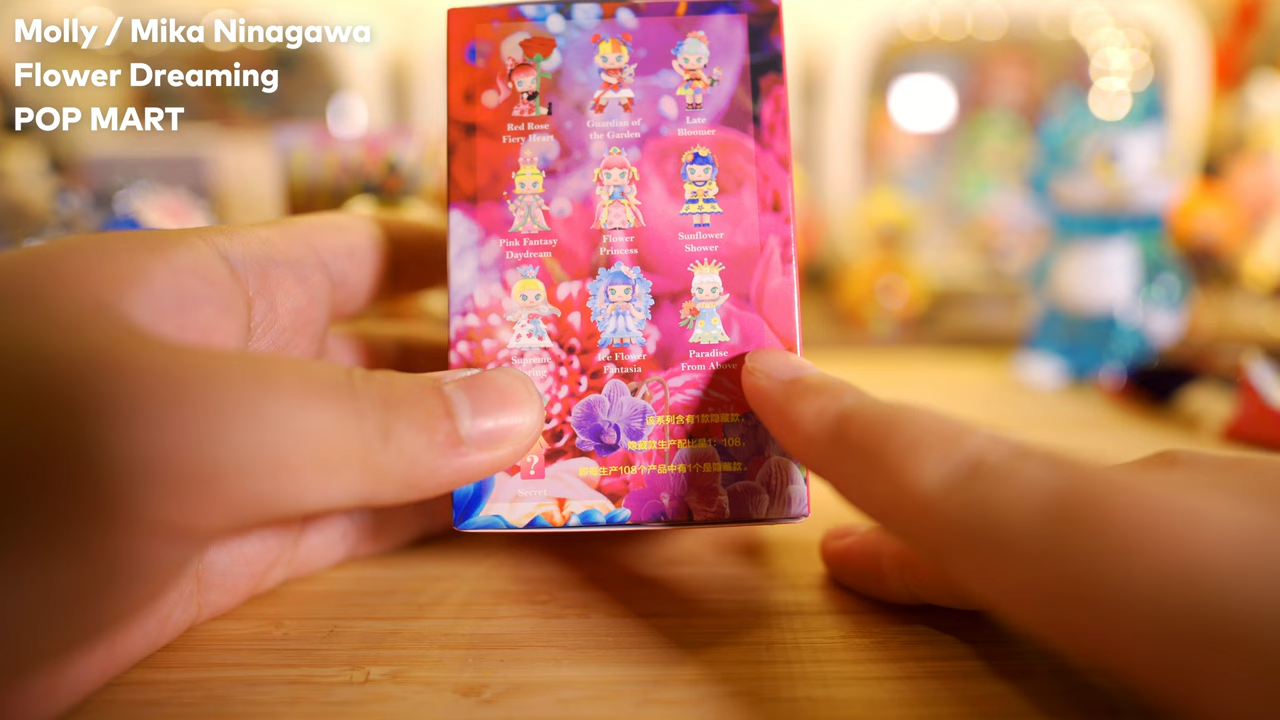 Molly / Mika Ninagawa
Flower Dreaming
POP MART
Red Rose
Fiery Heart
Guardian of
the Garden
Late
Bloomer
Pink Fantasy
Daydream
Flower
Princess
Sunflower
Shower
Supreme
Ice Flower
Fantasia
Paradise
From Above
该系列含有1款隐藏款,
隐藏款生产配比是1:108,
即每生产108个产品中有1个是隐藏款。
?
Secret